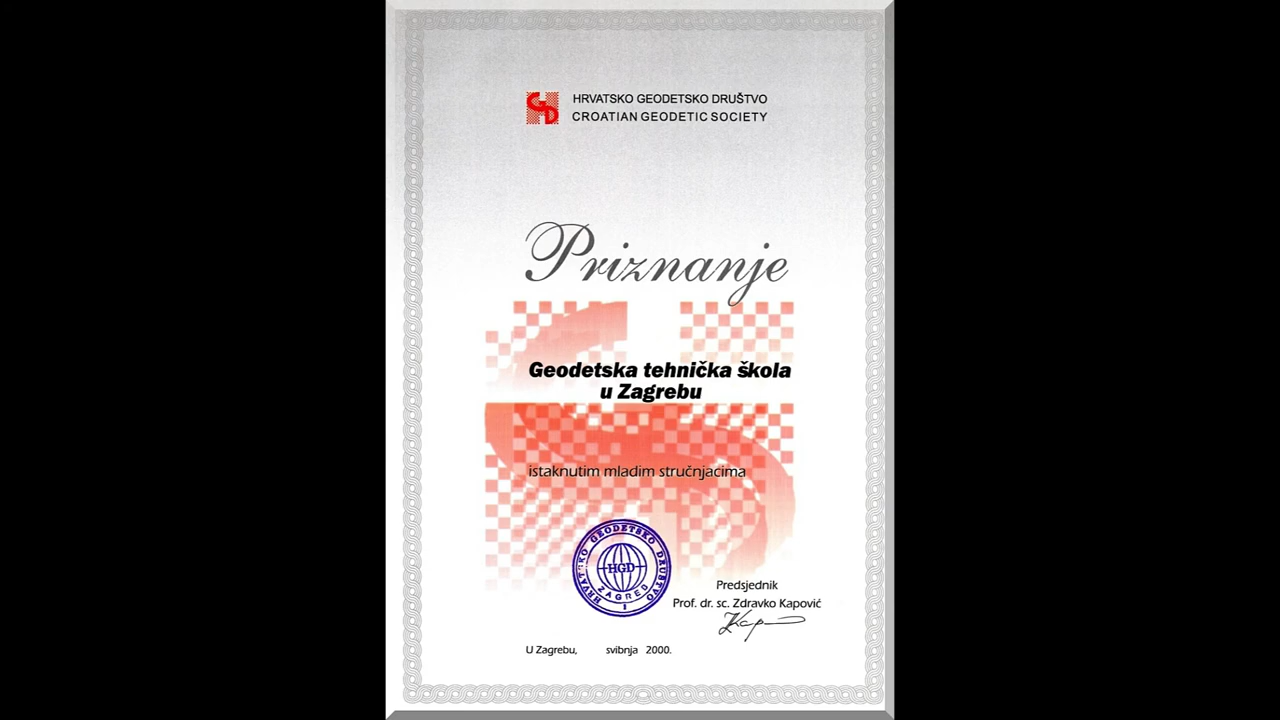 HRVATSKO GEODETSKO DRUŠTVO
CROATIAN GEODETIC SOCIETY
Priznanje
Geodetska tehnička škola
u Zagrebu
istaknutim mladim stručnjacima
HRVATSKO GEODETSKO DRUŠTVO
HGD
ZAGREB
1
Predsjednik
Prof. dr. sc. Zdravko Kapović
U Zagrebu, svibnja 2000.